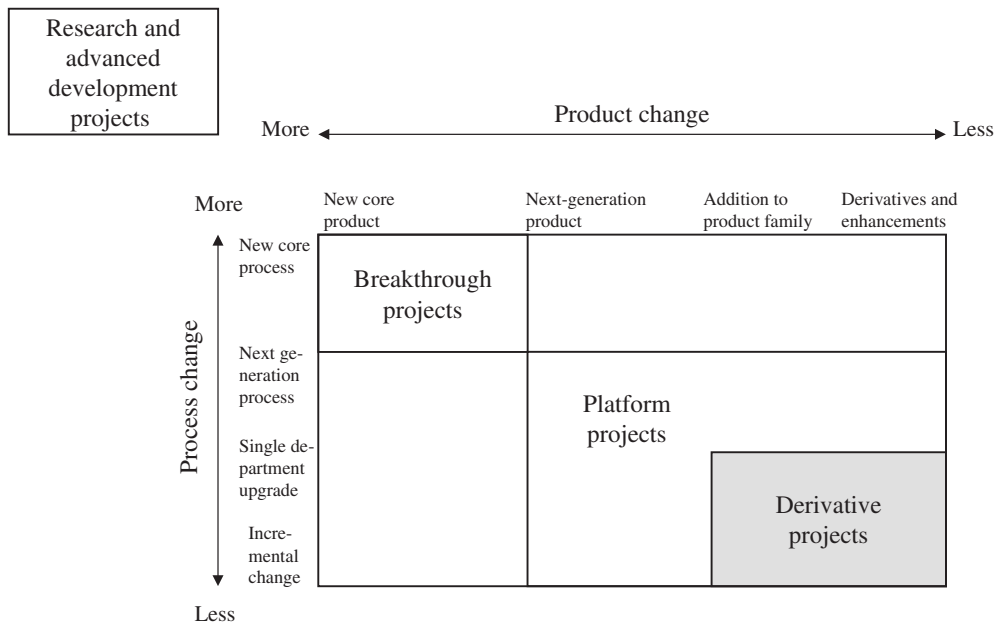 Research and
advanced
development
projects
Product change
More
Less
More
New core
product
Next-generation
product
Addition to
product family
Derivatives and
enhancements
Process change
New core
process
Breakthrough
projects
Next ge-
neration
process
Platform
projects
Single de-
partment
upgrade
Derivative
projects
Incre-
mental
change
Less